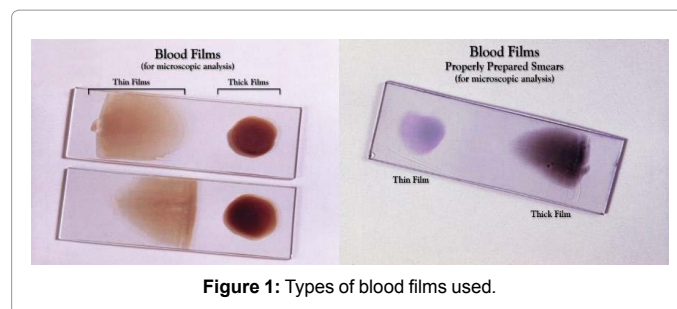 Blood Films
(for microscopic analysis)
Thin Films
Thick Films
Blood Films
Properly Prepared Smears
(for microscopic analysis)
Thin Film
Thick Film
Figure 1: Types of blood films used.